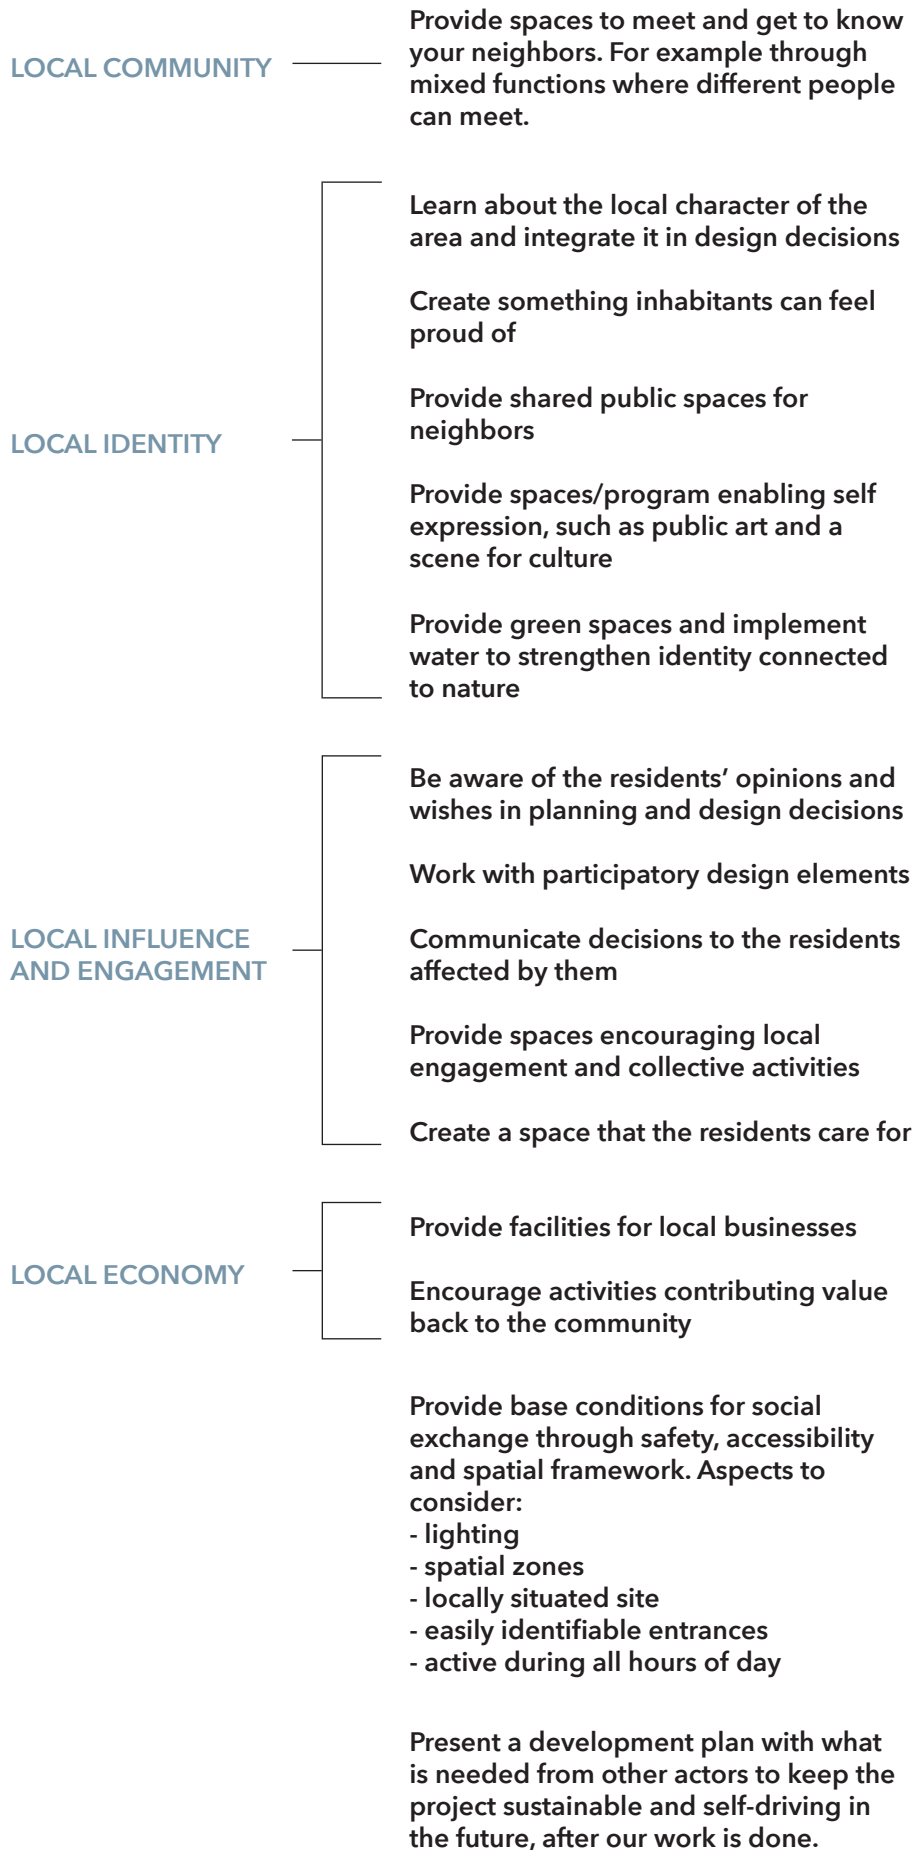 LOCAL COMMUNITY
Provide spaces to meet and get to know
your neighbors. For example through
mixed functions where different people
can meet.
LOCAL IDENTITY
Learn about the local character of the
area and integrate it in design decisions
Create something inhabitants can feel
proud of
Provide shared public spaces for
neighbors
Provide spaces/program enabling self
expression, such as public art and a
scene for culture
Provide green spaces and implement
water to strengthen identity connected
to nature
LOCAL INFLUENCE
AND ENGAGEMENT
Be aware of the residents’ opinions and
wishes in planning and design decisions
Work with participatory design elements
Communicate decisions to the residents
affected by them
Provide spaces encouraging local
engagement and collective activities
Create a space that the residents care for
LOCAL ECONOMY
Provide facilities for local businesses
Encourage activities contributing value
back to the community
Provide base conditions for social
exchange through safety, accessibility
and spatial framework. Aspects to
consider:
- lighting
- spatial zones
- locally situated site
- easily identifiable entrances
- active during all hours of day
Present a development plan with what
is needed from other actors to keep the
project sustainable and self-driving in
the future, after our work is done.